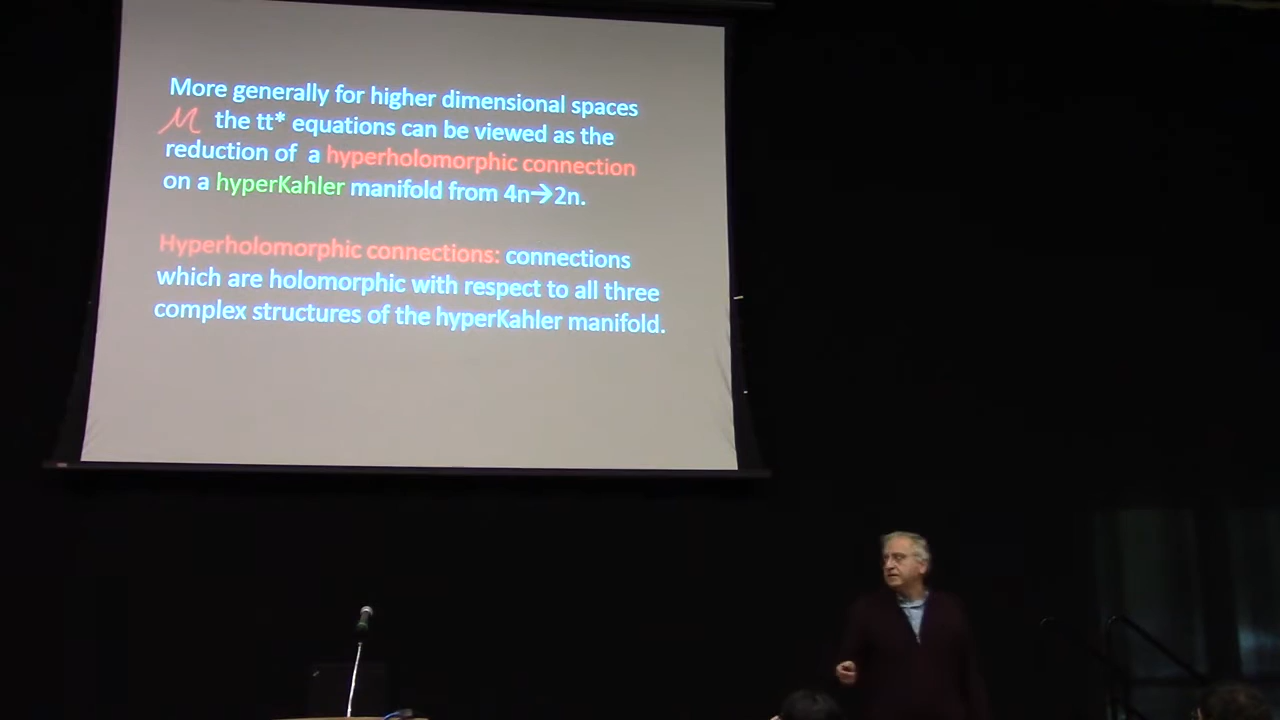 More generally for higher dimensional spaces
M the tt* equations can be viewed as the
reduction of a hyperholomorphic connection
on a hyperKahler manifold from 4n→2n.
Hyperholomorphic connections: connections
which are holomorphic with respect to all three
complex structures of the hyperKahler manifold.